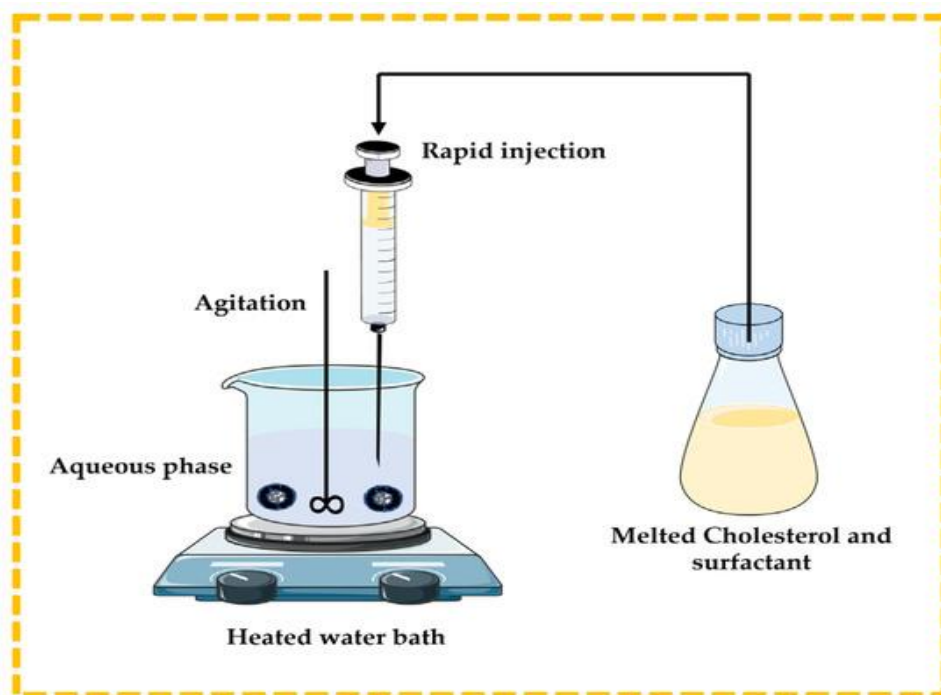 Rapid injection
Agitation
Aqueous phase
Melted Cholesterol and
surfactant
Heated water bath